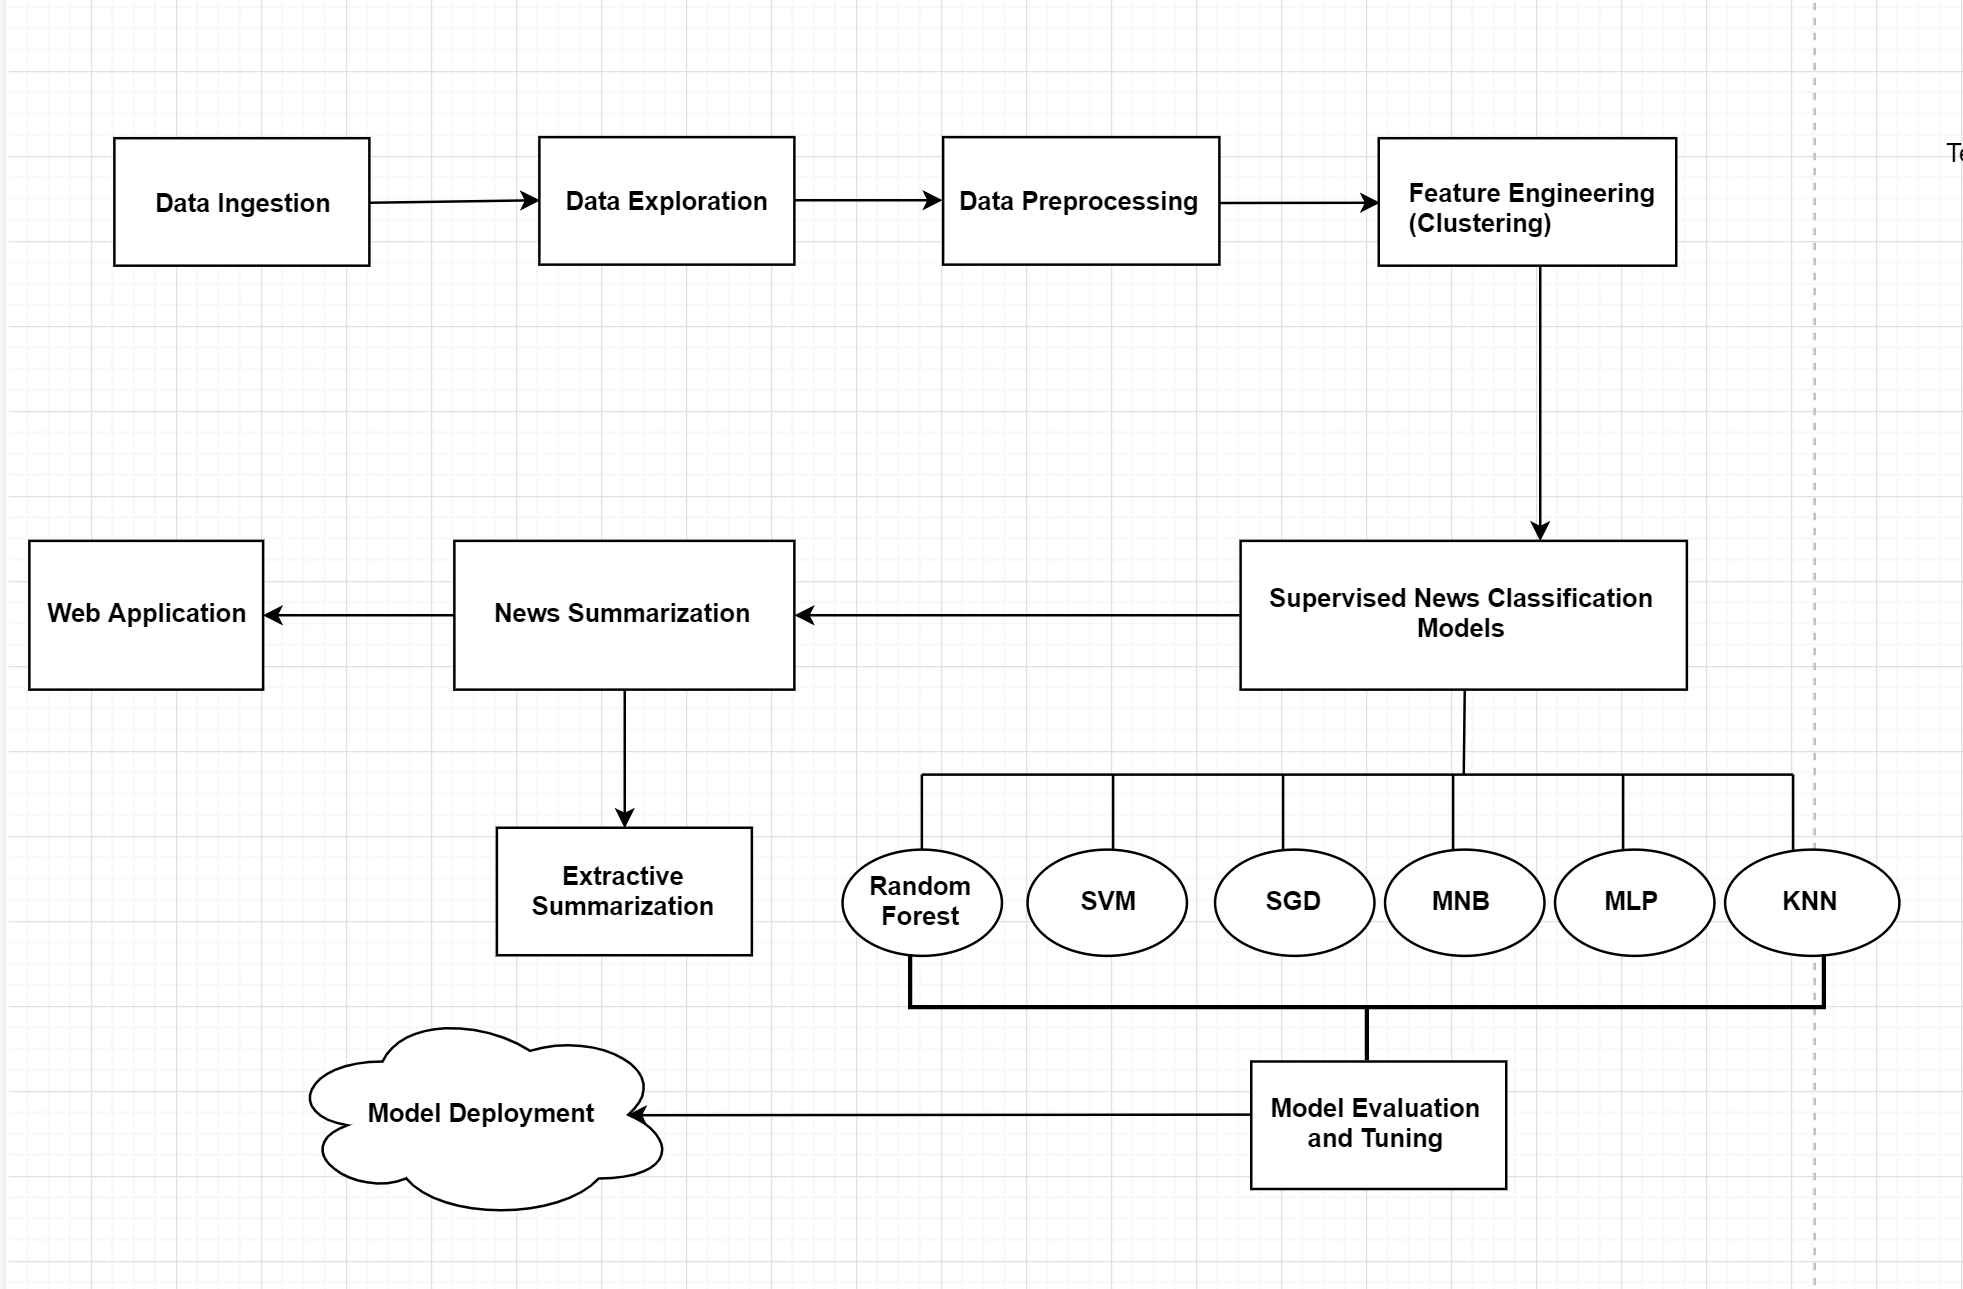 Data Ingestion
Data Exploration
Data Preprocessing
Feature Engineering
(Clustering)
Web Application
News Summarization
Supervised News Classification
Models
Extractive
Summarization
Random
Forest
SVM
SGD
MNB
MLP
KNN
Model Deployment
Model Evaluation
and Tuning